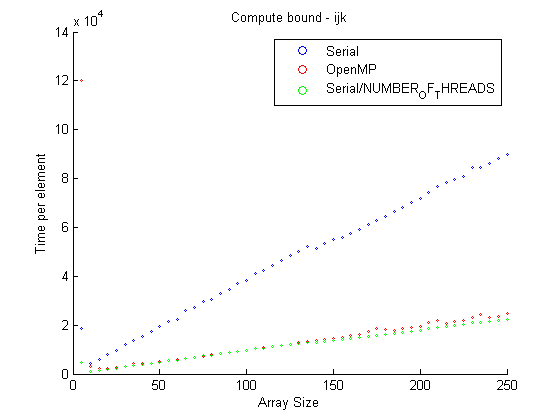 Compute bound - ijk
x 10^4
14
12
10
8
6
4
2
0
Time per element
0
50
100
150
200
250
Array Size
Serial
OpenMP
Serial/NUMBER_OF_THREADS